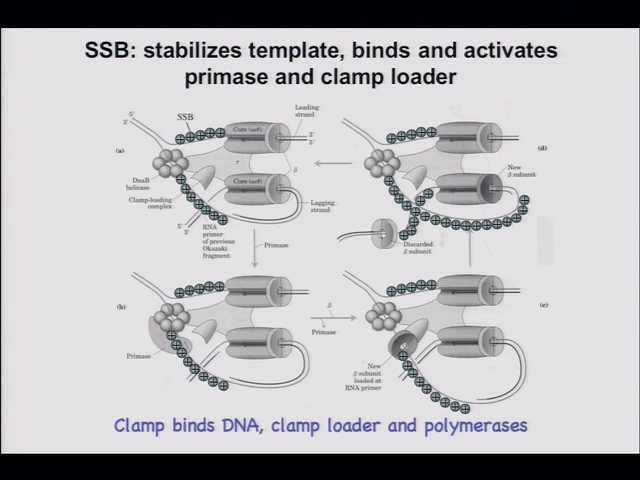 SSB: stabilizes template, binds and activates
primase and clamp loader
5'
3'
SSB
Core (αεθ)
Leading
strand
3'
5'
(a)
τ
β
DnaB
helicase
Core (αεθ)
Clamp-loading
complex
Lagging
strand
5'
3'
RNA
primer
of previous
Okazaki
fragment
Primase
(d)
New
β subunit
Discarded
β subunit
(b)
Primase
β
Primase
(c)
New
β subunit
loaded at
RNA primer
Clamp binds DNA, clamp loader and polymerases